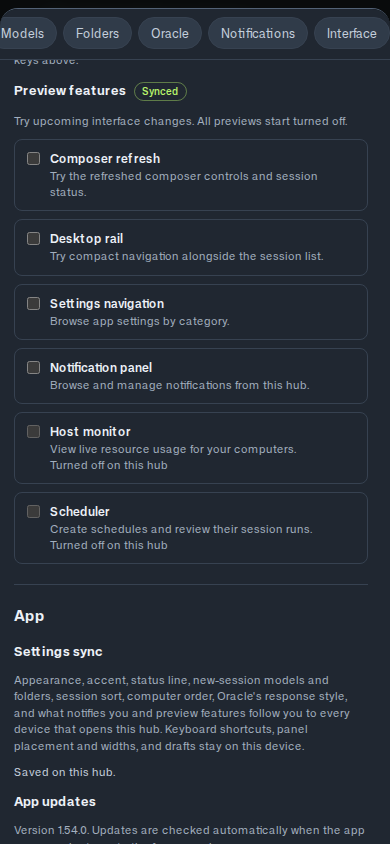 Models
Folders
Oracle
Notifications
Interface
keys above.
Preview features
Synced
Try upcoming interface changes. All previews start turned off.
Composer refresh
Try the refreshed composer controls and session
status.
Desktop rail
Try compact navigation alongside the session list.
Settings navigation
Browse app settings by category.
Notification panel
Browse and manage notifications from this hub.
Host monitor
View live resource usage for your computers.
Turned off on this hub
Scheduler
Create schedules and review their session runs.
Turned off on this hub
App
Settings sync
Appearance, accent, status line, new-session models and
folders, session sort, computer order, Oracle's response style,
and what notifies you and preview features follow you to every
device that opens this hub. Keyboard shortcuts, panel
placement and widths, and drafts stay on this device.
Saved on this hub.
App updates
Version 1.54.0. Updates are checked automatically when the app